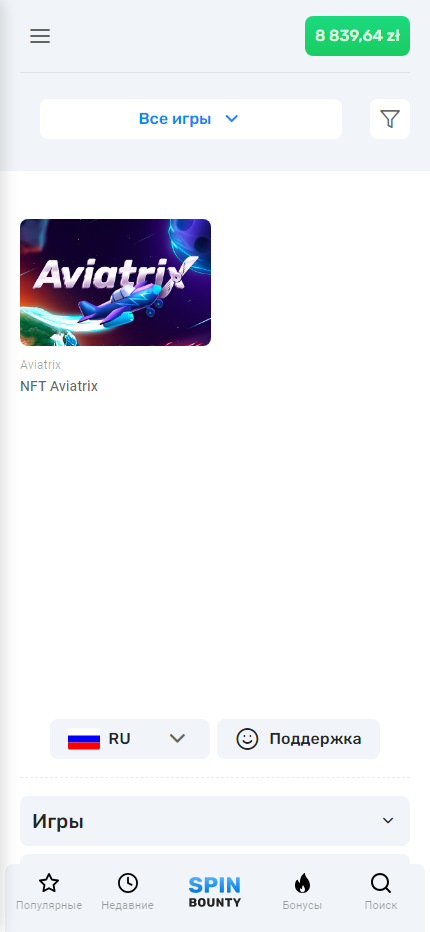 8 839,64 zł
Все игры
Aviatrix
Aviatrix
NFT Aviatrix
RU
Поддержка
Игры
Популярные
Недавние
SPIN
BOUNTY
Бонусы
Поиск